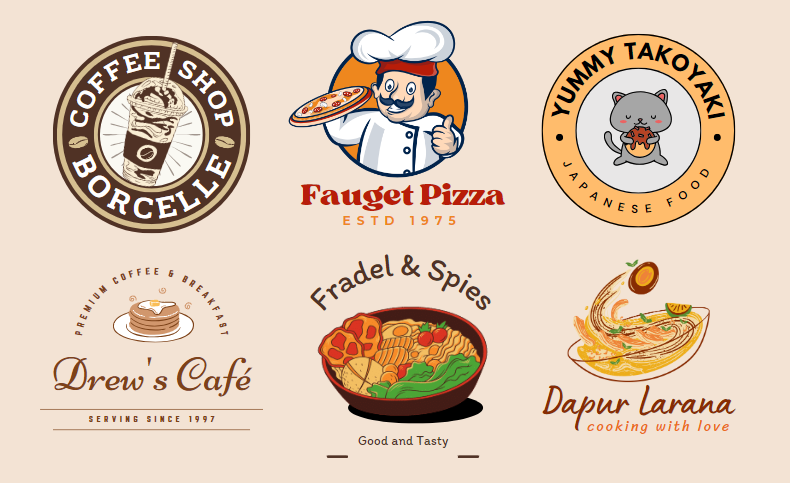 COFFEE SHOP
BORCELLE
Fauget Pizza
ESTD 1975
YUMMY TAKOYAKI
JAPANESE FOOD
PREMIUM COFFEE & BREAKFAST
Drew's Café
SERVING SINCE 1997
Fradel & Spies
Good and Tasty
Dapur Larana
cooking with love